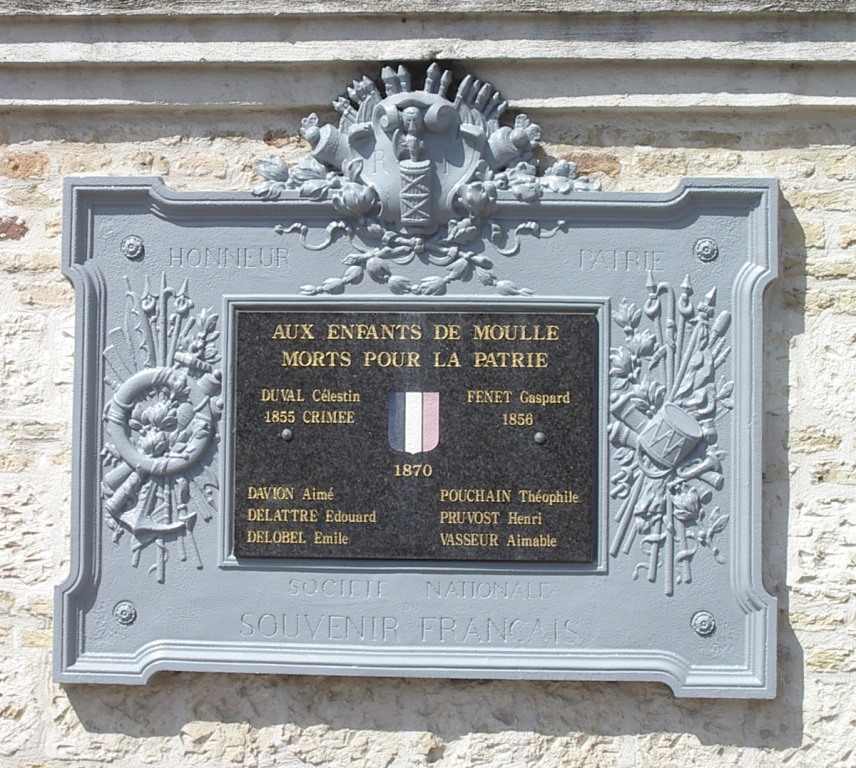 R F
HONNEUR PATRIE
AUX ENFANTS DE MOULLE
MORTS POUR LA PATRIE
DUVAL Célestin FENET Gaspard
1855 CRIMEE 1856
1870
DAVION Aimé POUCHAIN Théophile
DELATTRE Edouard PRUVOST Henri
DELOBEL Emile VASSEUR Aimable
SOCIETE NATIONALE
DU
SOUVENIR FRANÇAIS